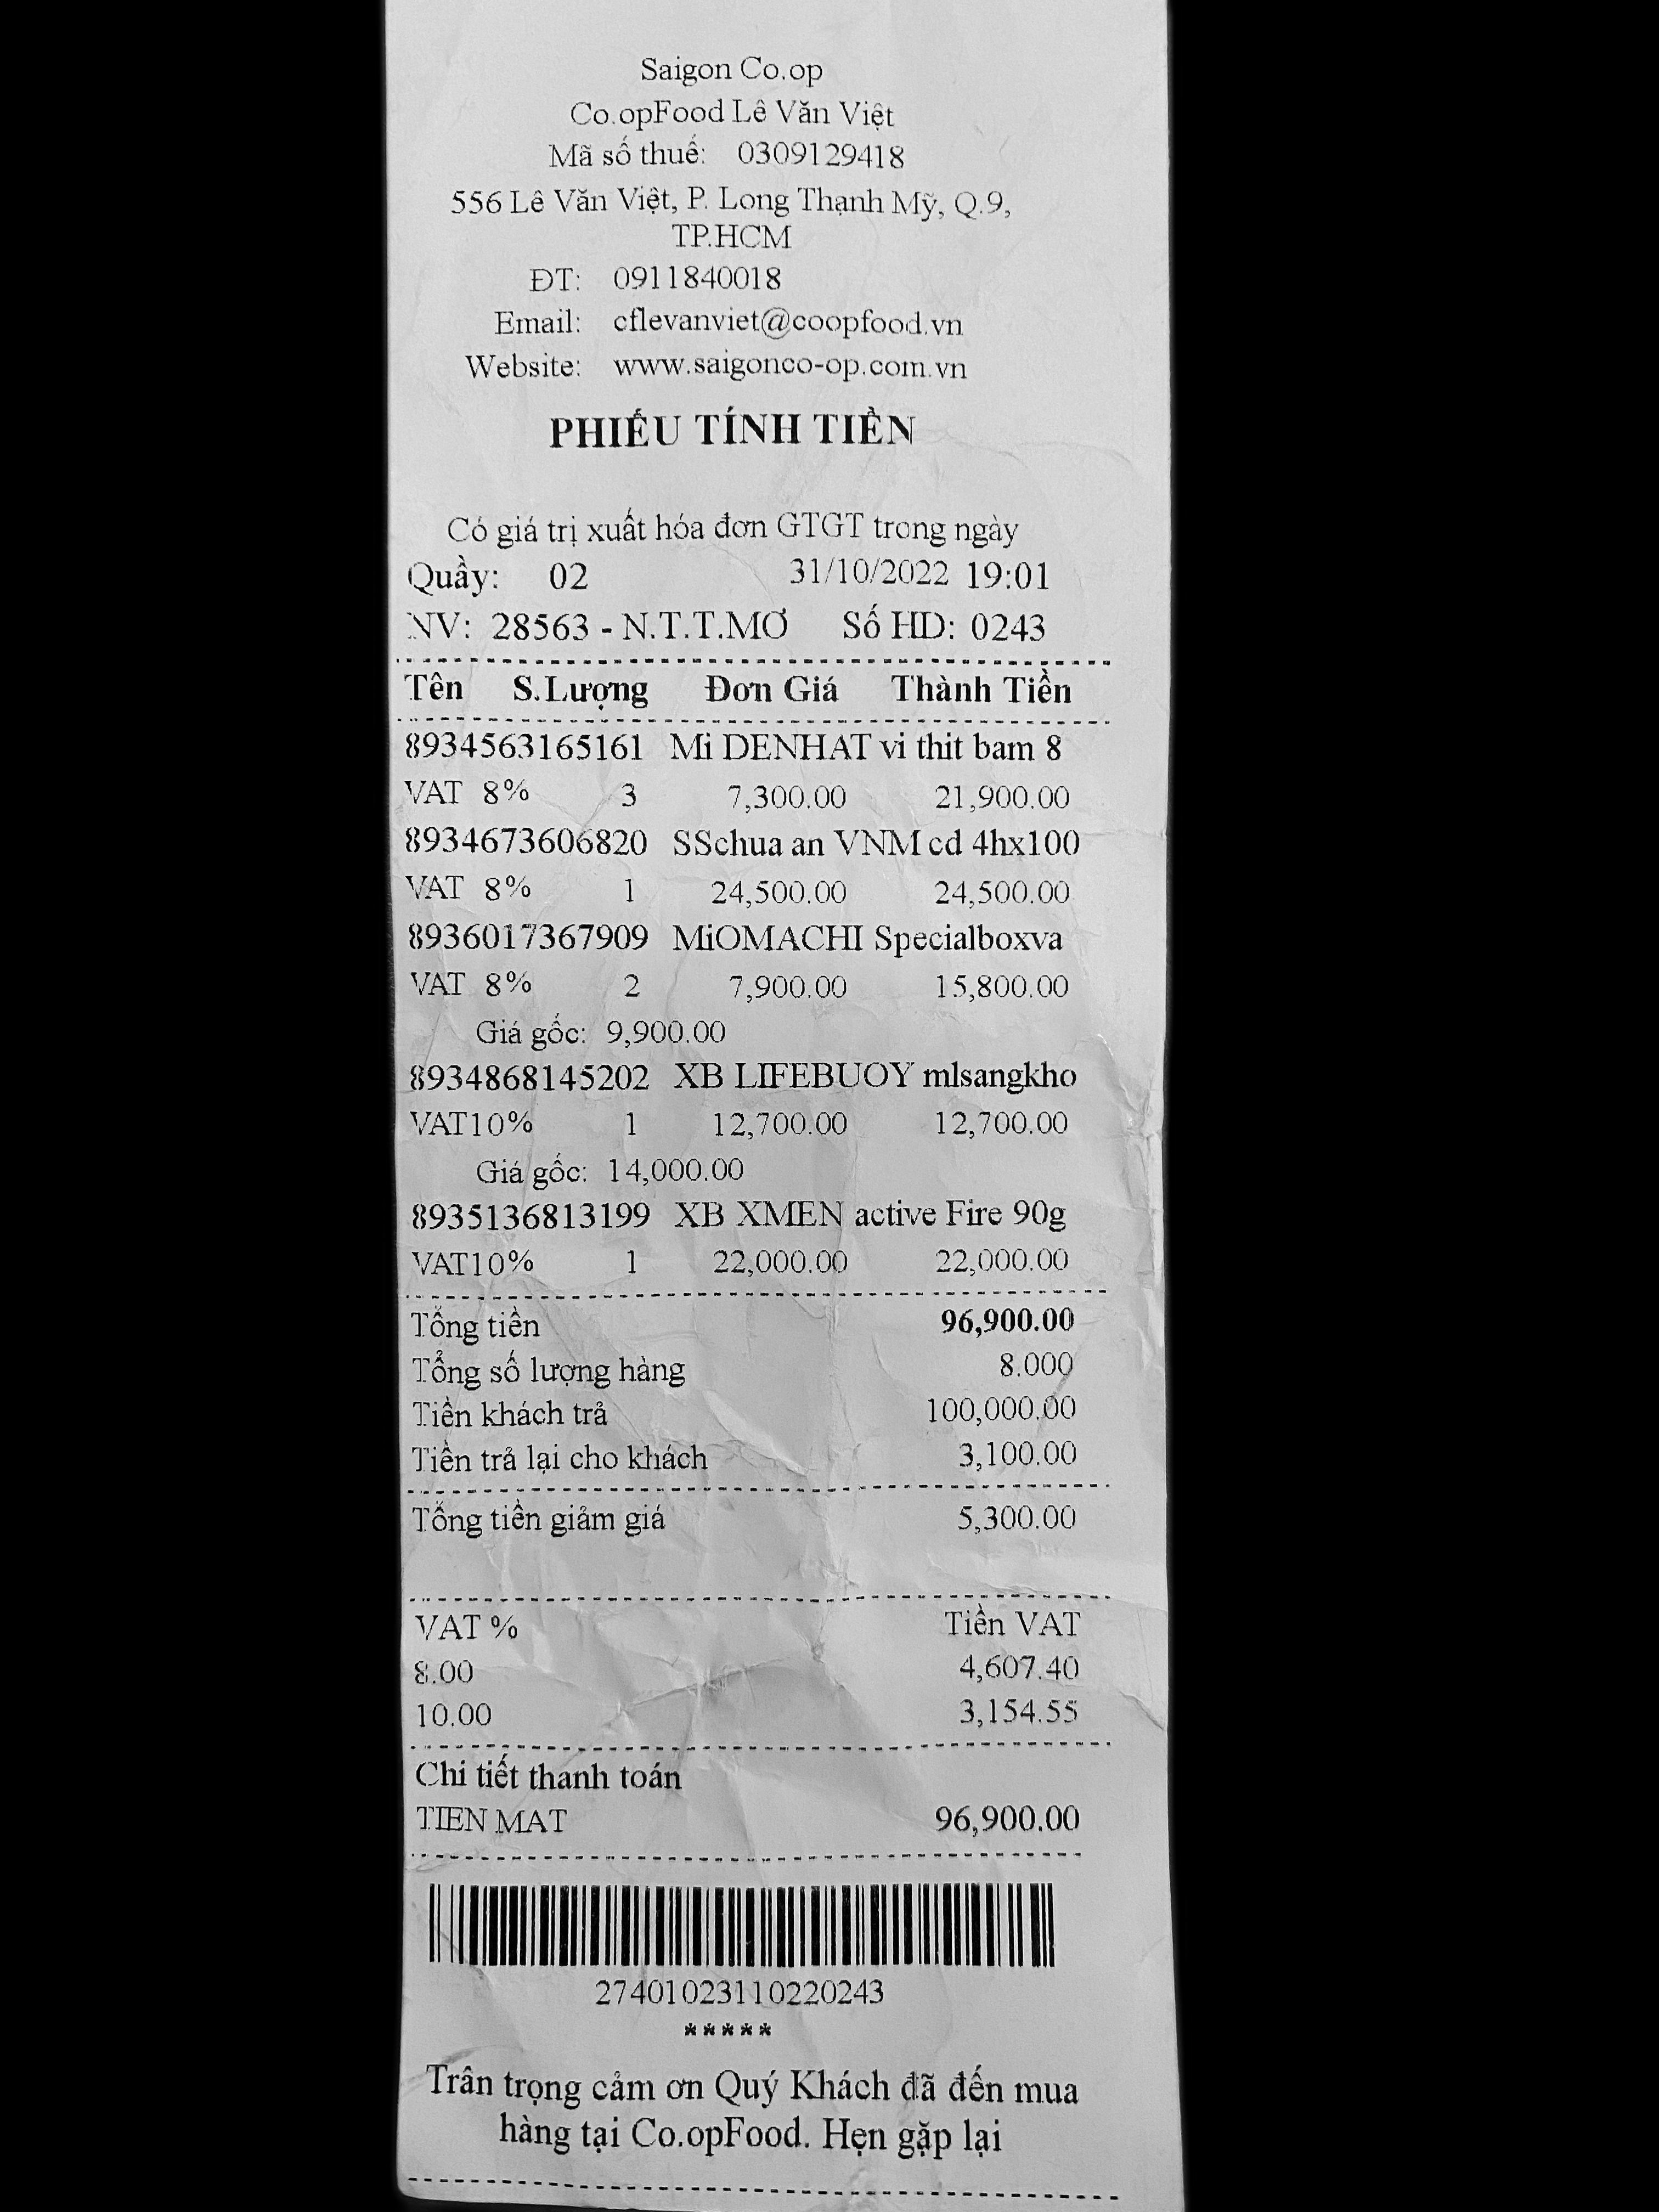 Saigon Co.op
Co.opFood Lê Văn Việt
Mã số thuế: 0309129418
556 Lê Văn Việt, P. Long Thạnh Mỹ, Q.9,
TP.HCM
ĐT: 0911840018
Email: cflevanviet@coopfood.vn
Website: www.saigonco-op.com.vn
PHIẾU TÍNH TIỀN
Có giá trị xuất hóa đơn GTGT trong ngày
Quầy: 02 31/10/2022 19:01
NV: 28563 - N.T.T.MƠ Số HD: 0243
Tên S.Lượng Đơn Giá Thành Tiền
8934563165161 Mi DENHAT vi thit bam 8
VAT 8% 3 7,300.00 21,900.00
8934673606820 SSchua an VNM cd 4hx100
VAT 8% 1 24,500.00 24,500.00
8936017367909 MiOMACHI Specialboxva
VAT 8% 2 7,900.00 15,800.00
Giá gốc: 9,900.00
8934868145202 XB LIFEBUOY mlsangkho
VAT10% 1 12,700.00 12,700.00
Giá gốc: 14,000.00
8935136813199 XB XMEN active Fire 90g
VAT10% 1 22,000.00 22,000.00
Tổng tiền 96,900.00
Tổng số lượng hàng 8.000
Tiền khách trả 100,000.00
Tiền trả lại cho khách 3,100.00
Tổng tiền giảm giá 5,300.00
VAT % Tiền VAT
8.00 4,607.40
10.00 3,154.55
Chi tiết thanh toán
TIEN MAT 96,900.00
27401023110220243
*****
Trân trọng cảm ơn Quý Khách đã đến mua
hàng tại Co.opFood. Hẹn gặp lại